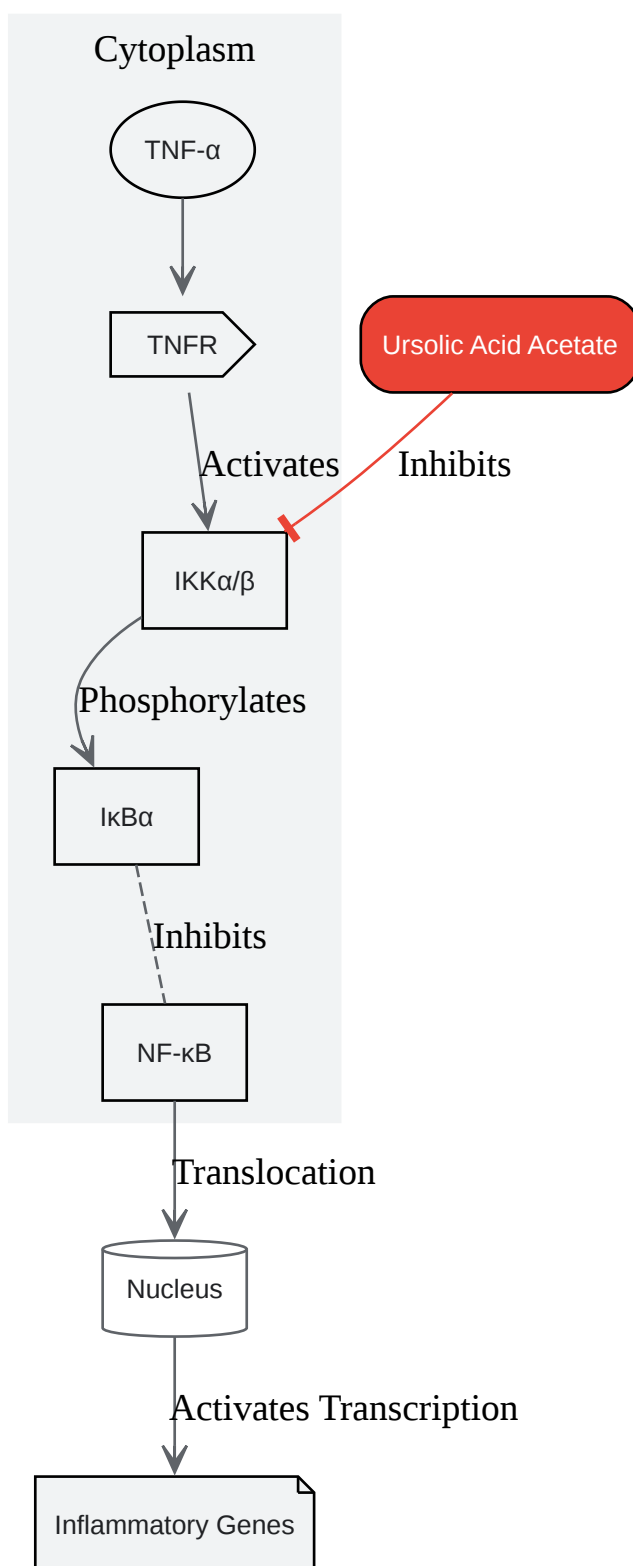 Cytoplasm
TNF-α
TNFR
Ursolic Acid Acetate
Activates
Inhibits
IKKα/β
Phosphorylates
IκBα
Inhibits
NF-κB
Translocation
Nucleus
Activates Transcription
Inflammatory Genes